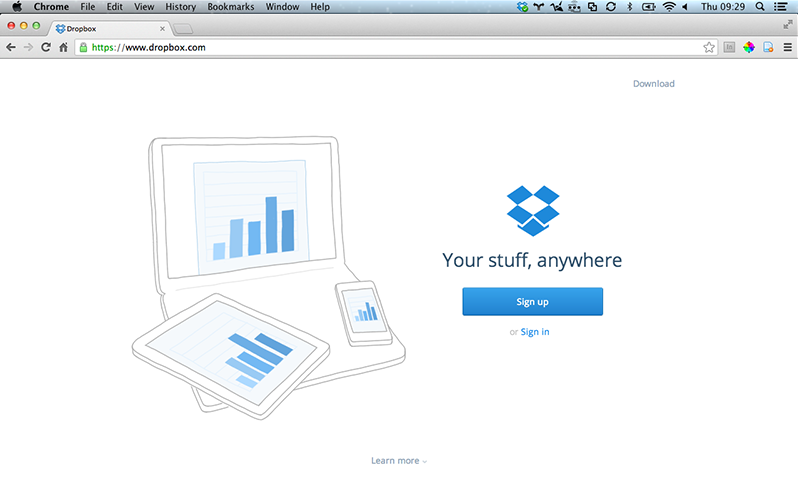 Chrome File Edit View History Bookmarks Window Help Thu 09:29
Dropbox
https://www.dropbox.com
Download
Your stuff, anywhere
Sign up
or Sign in
Learn more